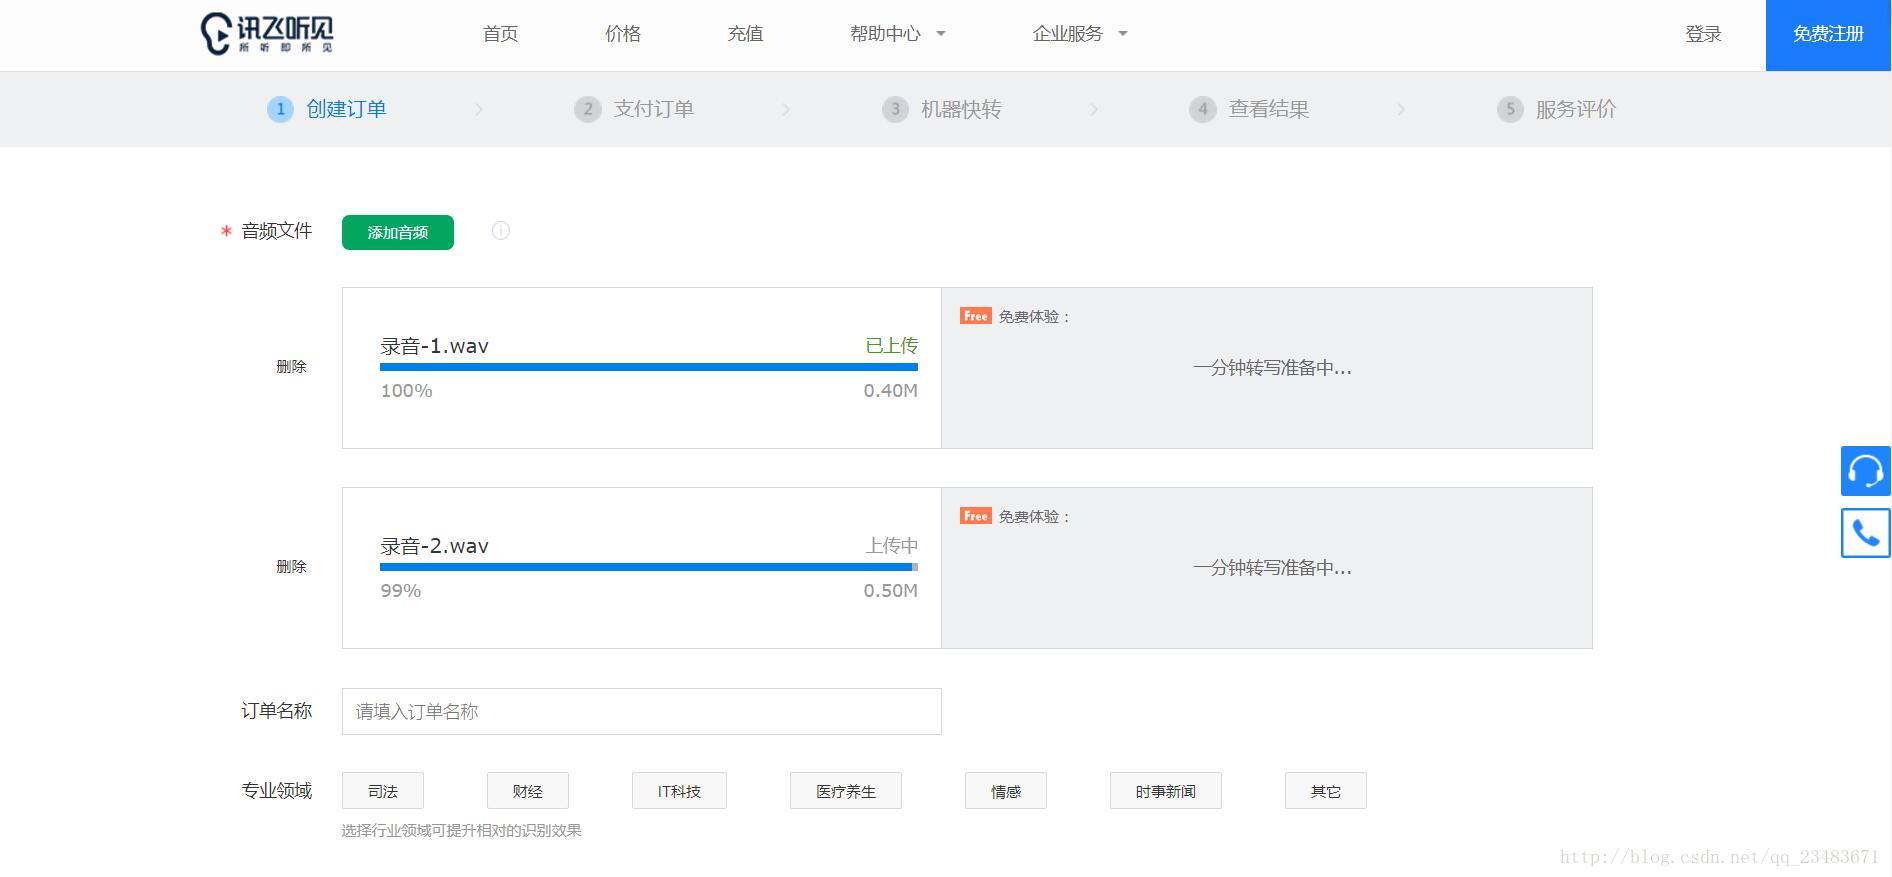 讯飞听见
所听即所见
首页 价格 充值 帮助中心 企业服务 登录 免费注册
1 创建订单 2 支付订单 3 机器快转 4 查看结果 5 服务评价
* 音频文件 添加音频
Free 免费体验：
录音-1.wav 已上传
删除 一分钟转写准备中...
100% 0.40M
Free 免费体验：
录音-2.wav 上传中
删除 一分钟转写准备中...
99% 0.50M
订单名称 请填入订单名称
专业领域 司法 财经 IT科技 医疗养生 情感 时事新闻 其它
选择行业领域可提升相对的识别效果
http://blog.csdn.net/qq_23483671